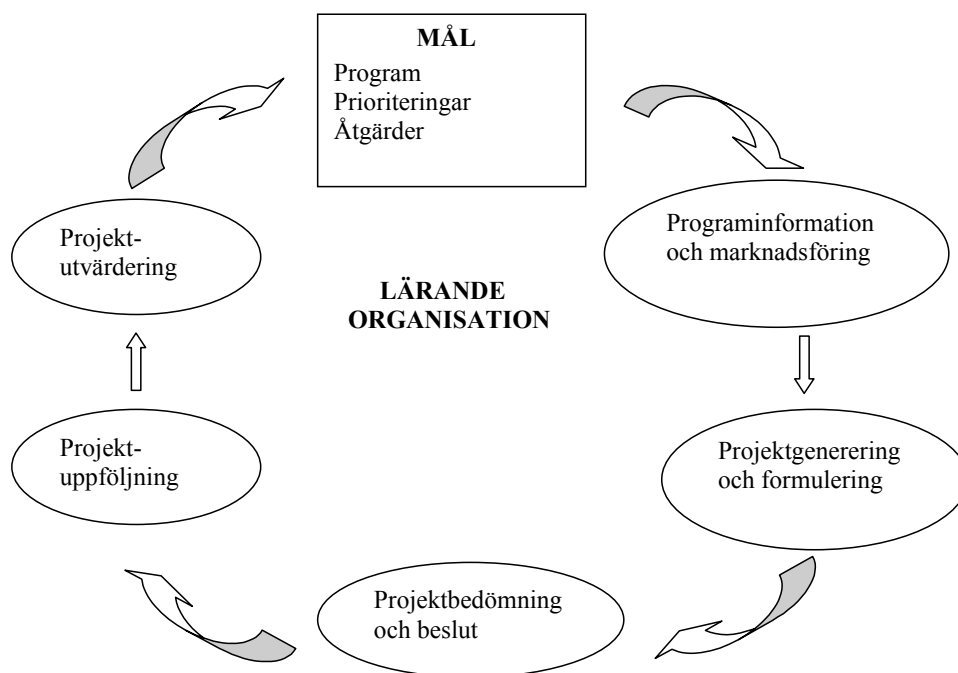 MÅL
Program
Prioriteringar
Åtgärder
Programinformation
och marknadsföring
Projekt-
utvärdering
LÄRANDE
ORGANISATION
Projekt-
uppföljning
Projektgenerering
och formulering
Projektbedömning
och beslut